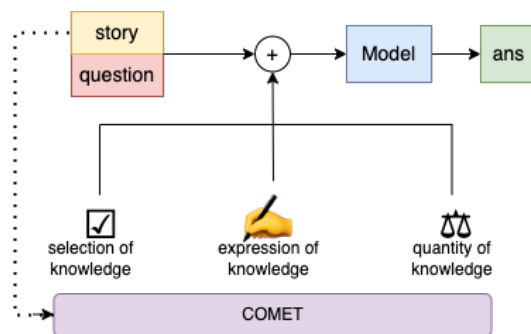 story
question
+
Model
ans
selection of
knowledge
expression of
knowledge
quantity of
knowledge
COMET